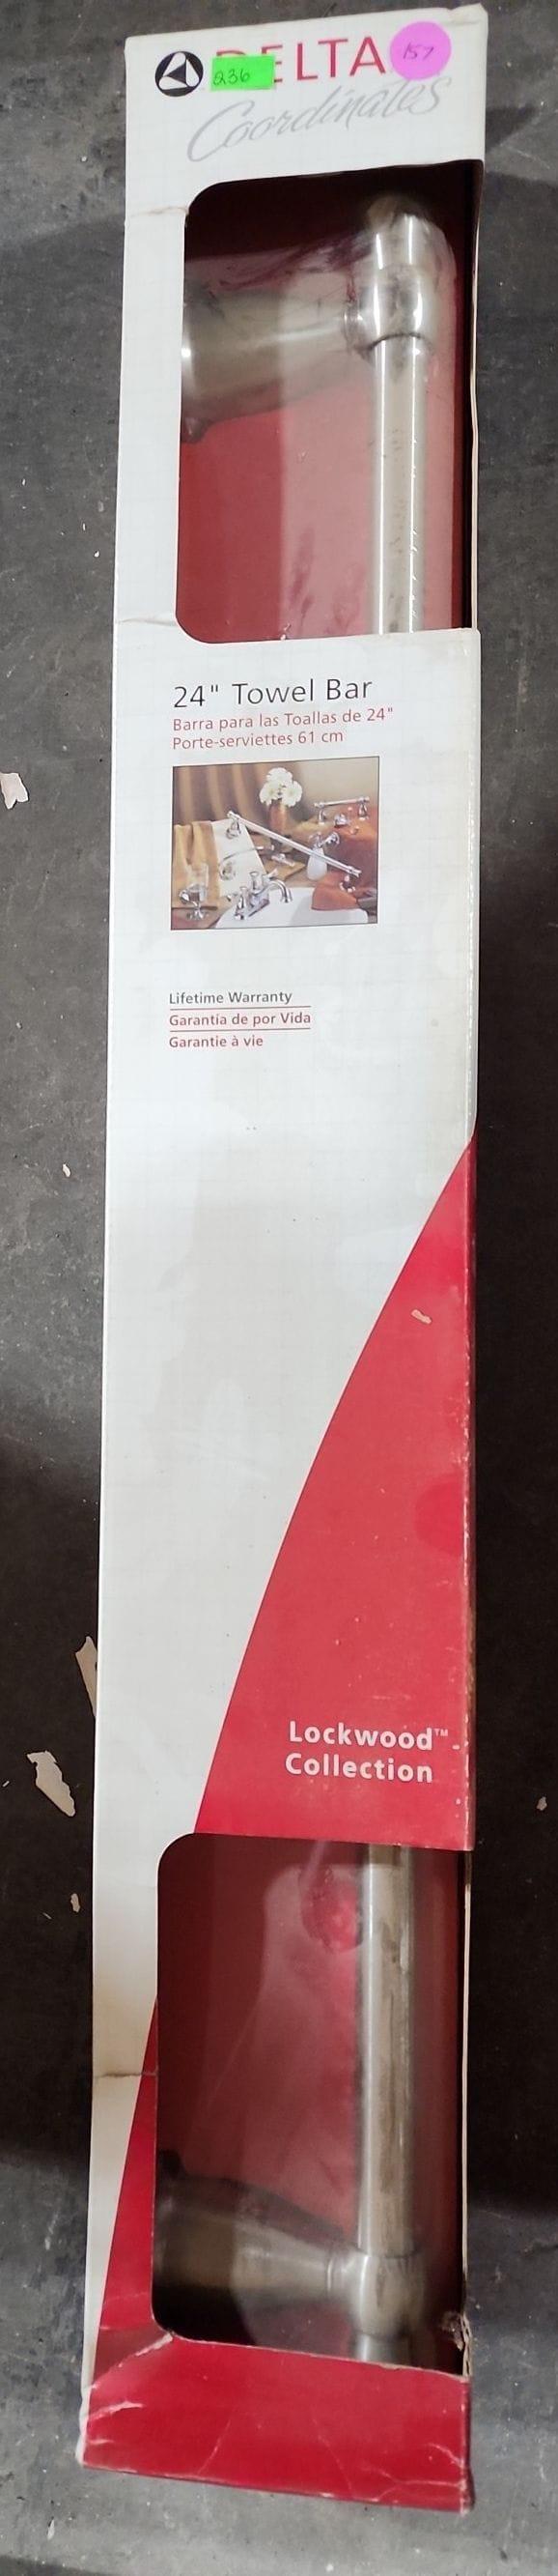 DELTA
236
157
Coordinates
24" Towel Bar
Barra para las Toallas de 24"
Porte-serviettes 61 cm
Lifetime Warranty
Garantía de por Vida
Garantie à vie
Lockwood™
Collection